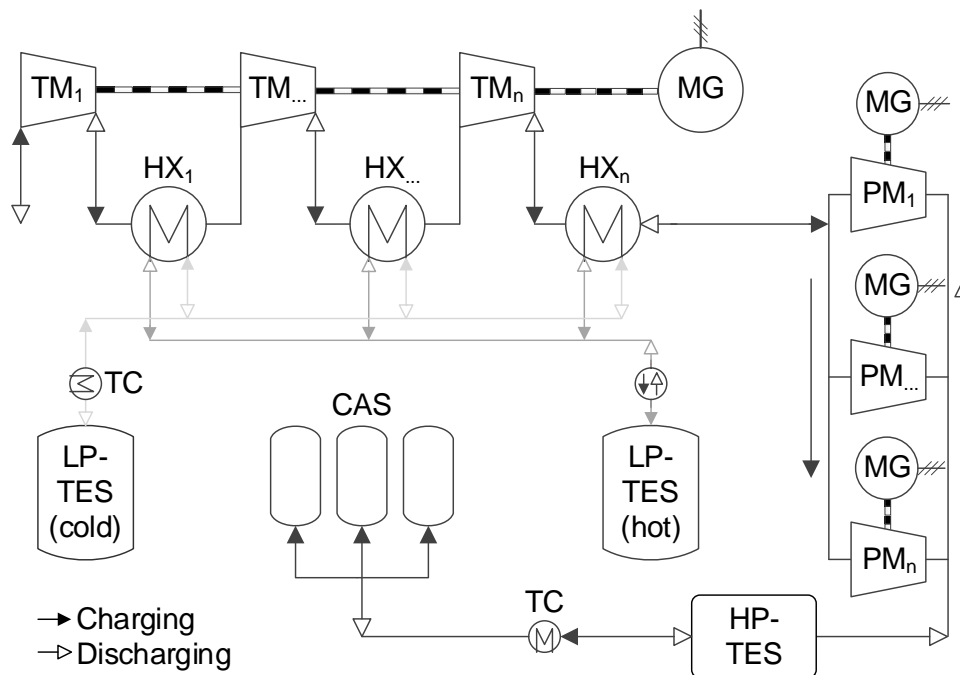 TM₁
TM...
TMₙ
MG
MG
HX₁
HX...
HXₙ
PM₁
MG
PM...
TC
CAS
LP-
TES
(cold)
LP-
TES
(hot)
MG
PMₙ
Charging
Discharging
TC
HP-
TES